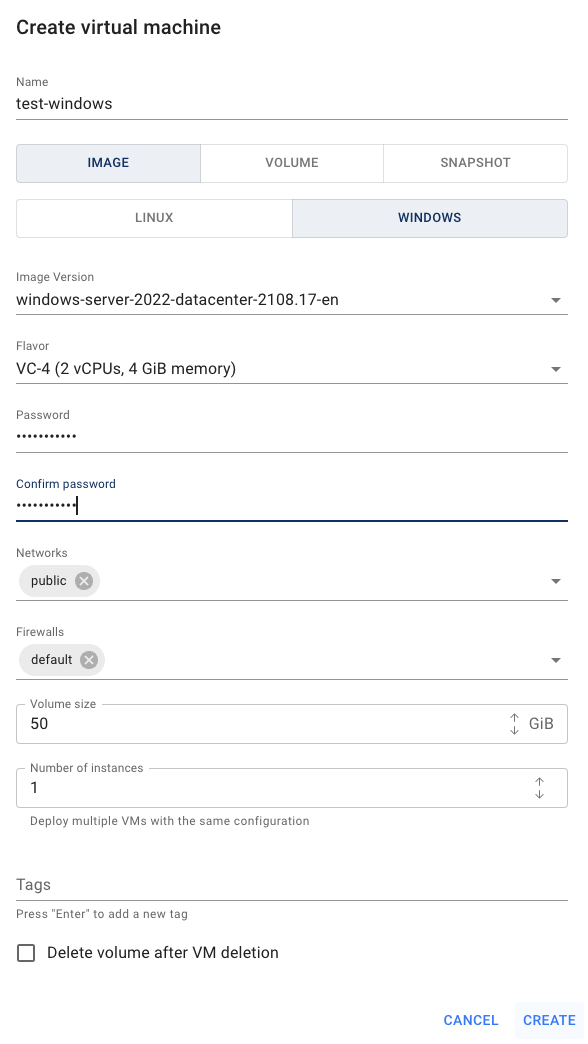 Create virtual machine
Name
test-windows
IMAGE VOLUME SNAPSHOT
LINUX WINDOWS
Image Version
windows-server-2022-datacenter-2108.17-en
Flavor
VC-4 (2 vCPUs, 4 GiB memory)
Password
•••••••••••
Confirm password
•••••••••••
Networks
public
Firewalls
default
Volume size
50 GiB
Number of instances
1
Deploy multiple VMs with the same configuration
Tags
Press "Enter" to add a new tag
Delete volume after VM deletion
CANCEL CREATE